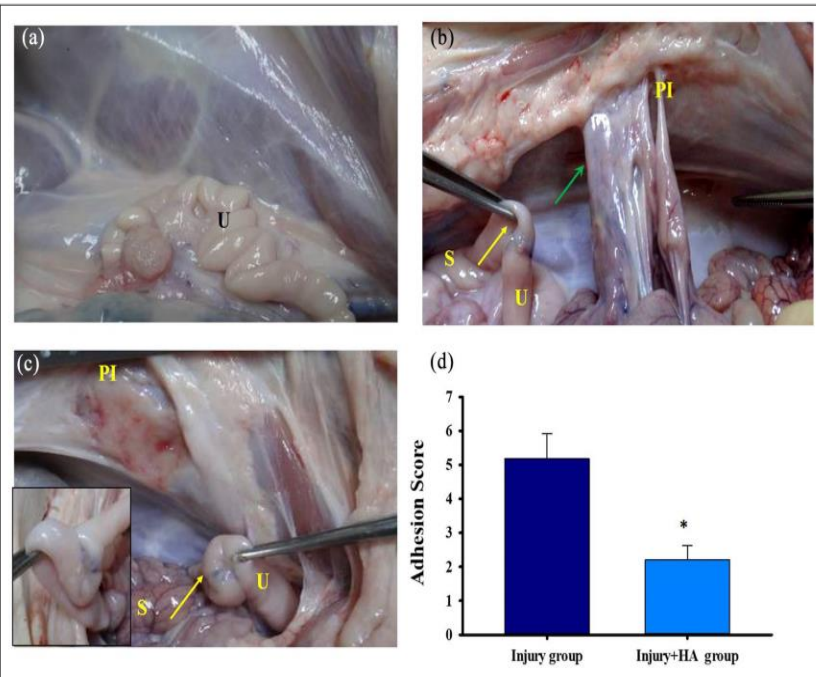 (a)
U
(b)
PI
S
U
(c)
PI
S
U
(d)
7
6
5
4
3
2
1
0
Adhesion Score
*
Injury group
Injury+HA group